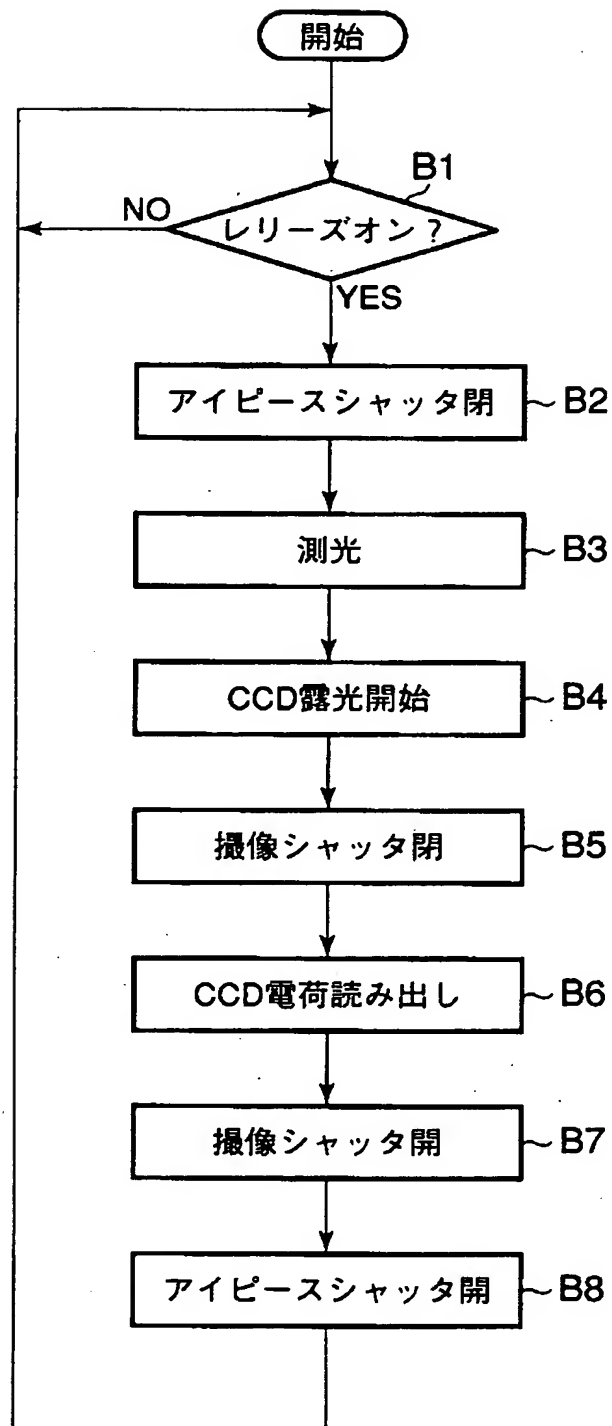 開始
B1
NO
レリーズオン?
YES
アイピースシャッタ閉
B2
測光
B3
CCD露光開始
B4
撮像シャッタ閉
B5
CCD電荷読み出し
B6
撮像シャッタ開
B7
アイピースシャッタ開
B8